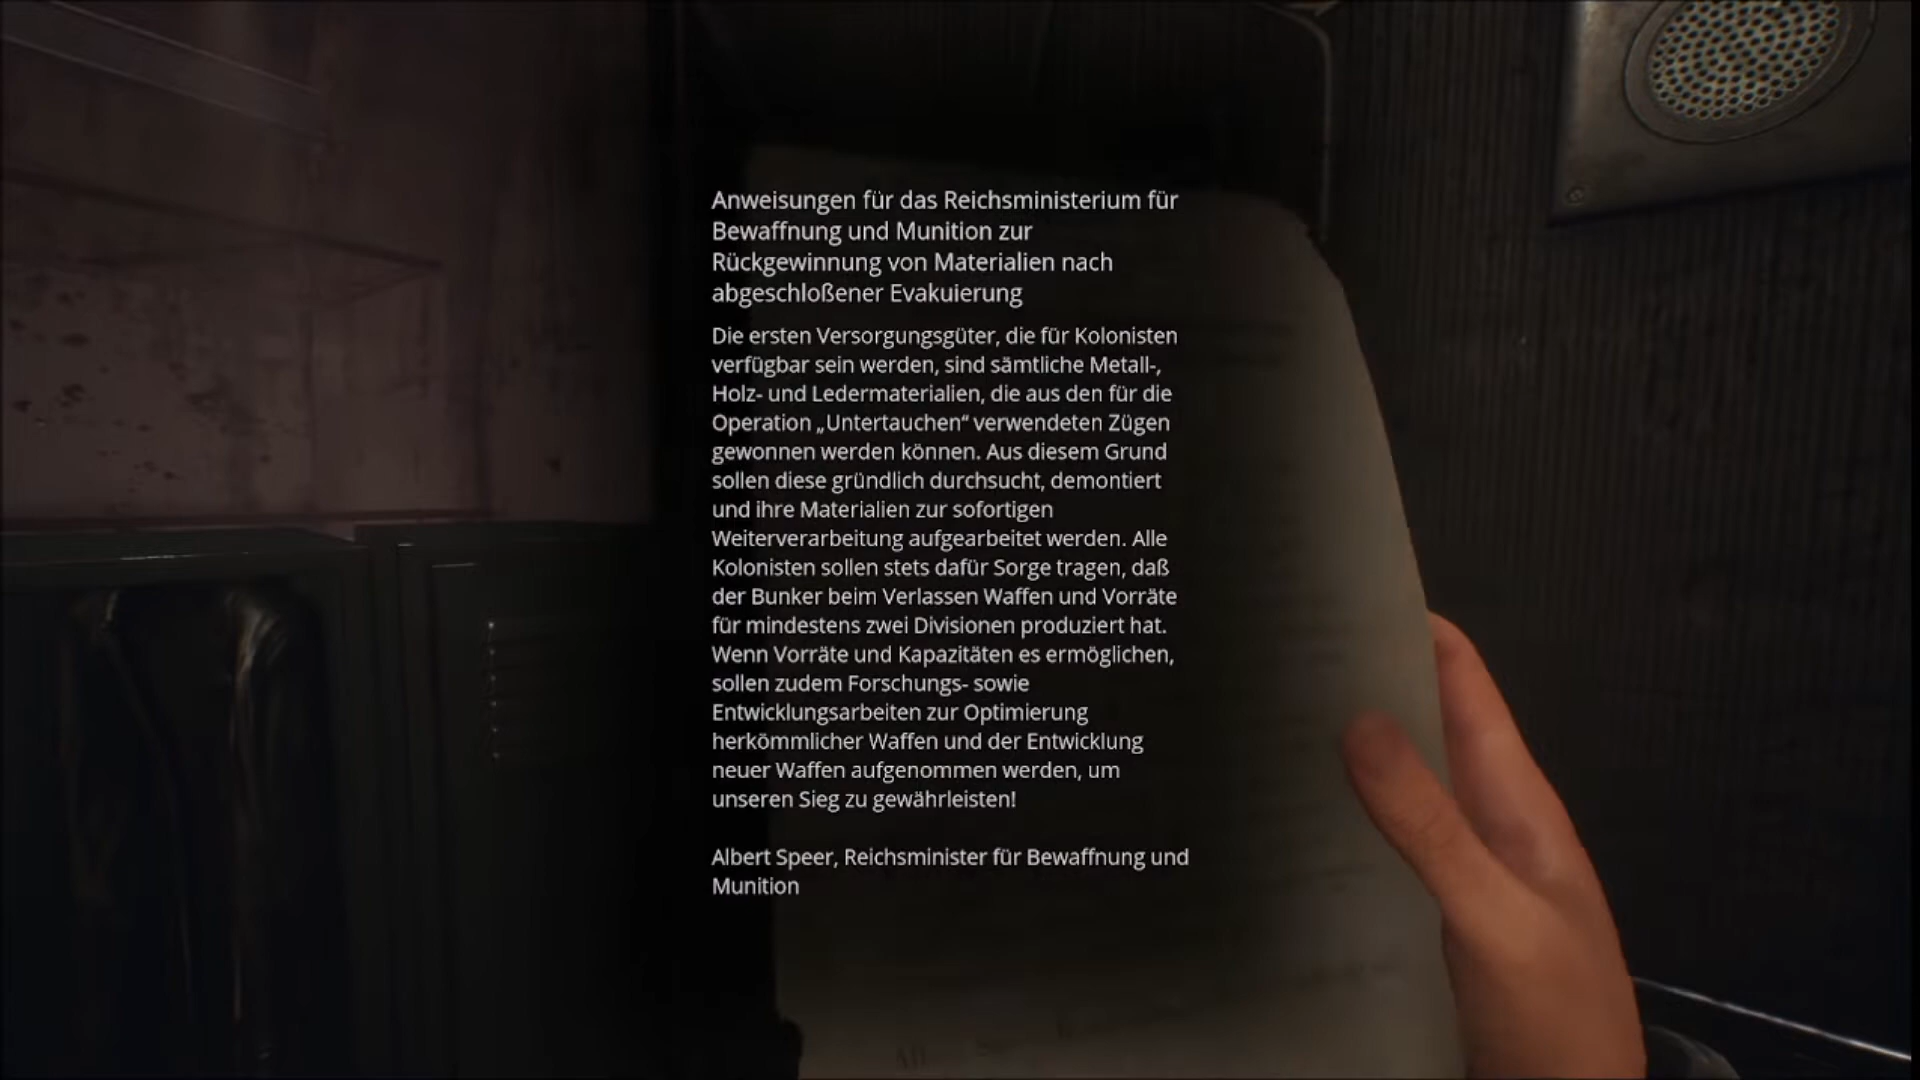 Anweisungen für das Reichsministerium für
Bewaffnung und Munition zur
Rückgewinnung von Materialien nach
abgeschloßener Evakuierung
Die ersten Versorgungsgüter, die für Kolonisten
verfügbar sein werden, sind sämtliche Metall-,
Holz- und Ledermaterialien, die aus den für die
Operation „Untertauchen“ verwendeten Zügen
gewonnen werden können. Aus diesem Grund
sollen diese gründlich durchsucht, demontiert
und ihre Materialien zur sofortigen
Weiterverarbeitung aufgearbeitet werden. Alle
Kolonisten sollen stets dafür Sorge tragen, daß
der Bunker beim Verlassen Waffen und Vorräte
für mindestens zwei Divisionen produziert hat.
Wenn Vorräte und Kapazitäten es ermöglichen,
sollen zudem Forschungs- sowie
Entwicklungsarbeiten zur Optimierung
herkömmlicher Waffen und der Entwicklung
neuer Waffen aufgenommen werden, um
unseren Sieg zu gewährleisten!
Albert Speer, Reichsminister für Bewaffnung und
Munition